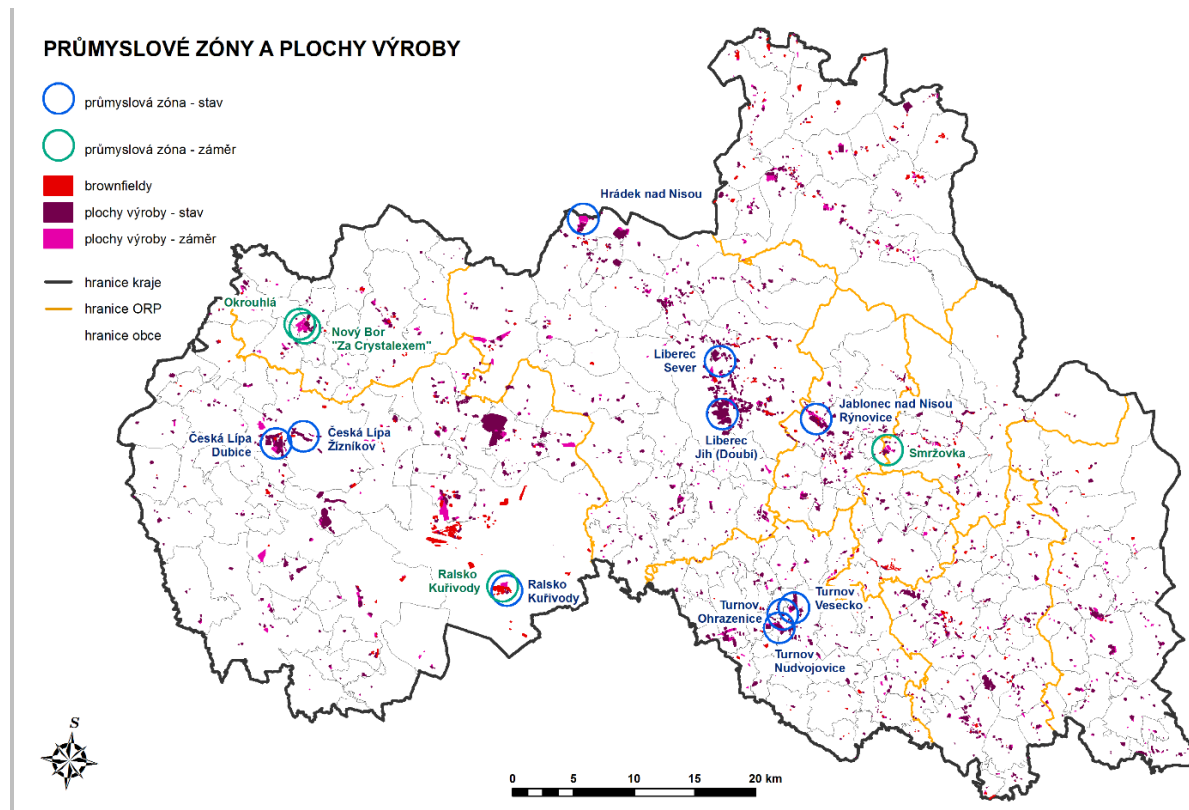 PRŮMYSLOVÉ ZÓNY A PLOCHY VÝROBY
průmyslová zóna - stav
průmyslová zóna - záměr
brownfieldy
plochy výroby - stav
plochy výroby - záměr
hranice kraje
hranice ORP
hranice obce
Hrádek nad Nisou
Okrouhlá
Nový Bor
"Za Crystalexem"
Liberec
Sever
Jablonec nad Nisou
Rýnovice
Česká Lípa
Dubice
Česká Lípa
Žizníkov
Liberec
Jih (Doubí)
Smržovka
Ralsko
Kuřivody
Ralsko
Kuřivody
Turnov
Vesecko
Turnov
Ohrazenice
Turnov
Nudvojovice
S
0 5 10 15 20 km